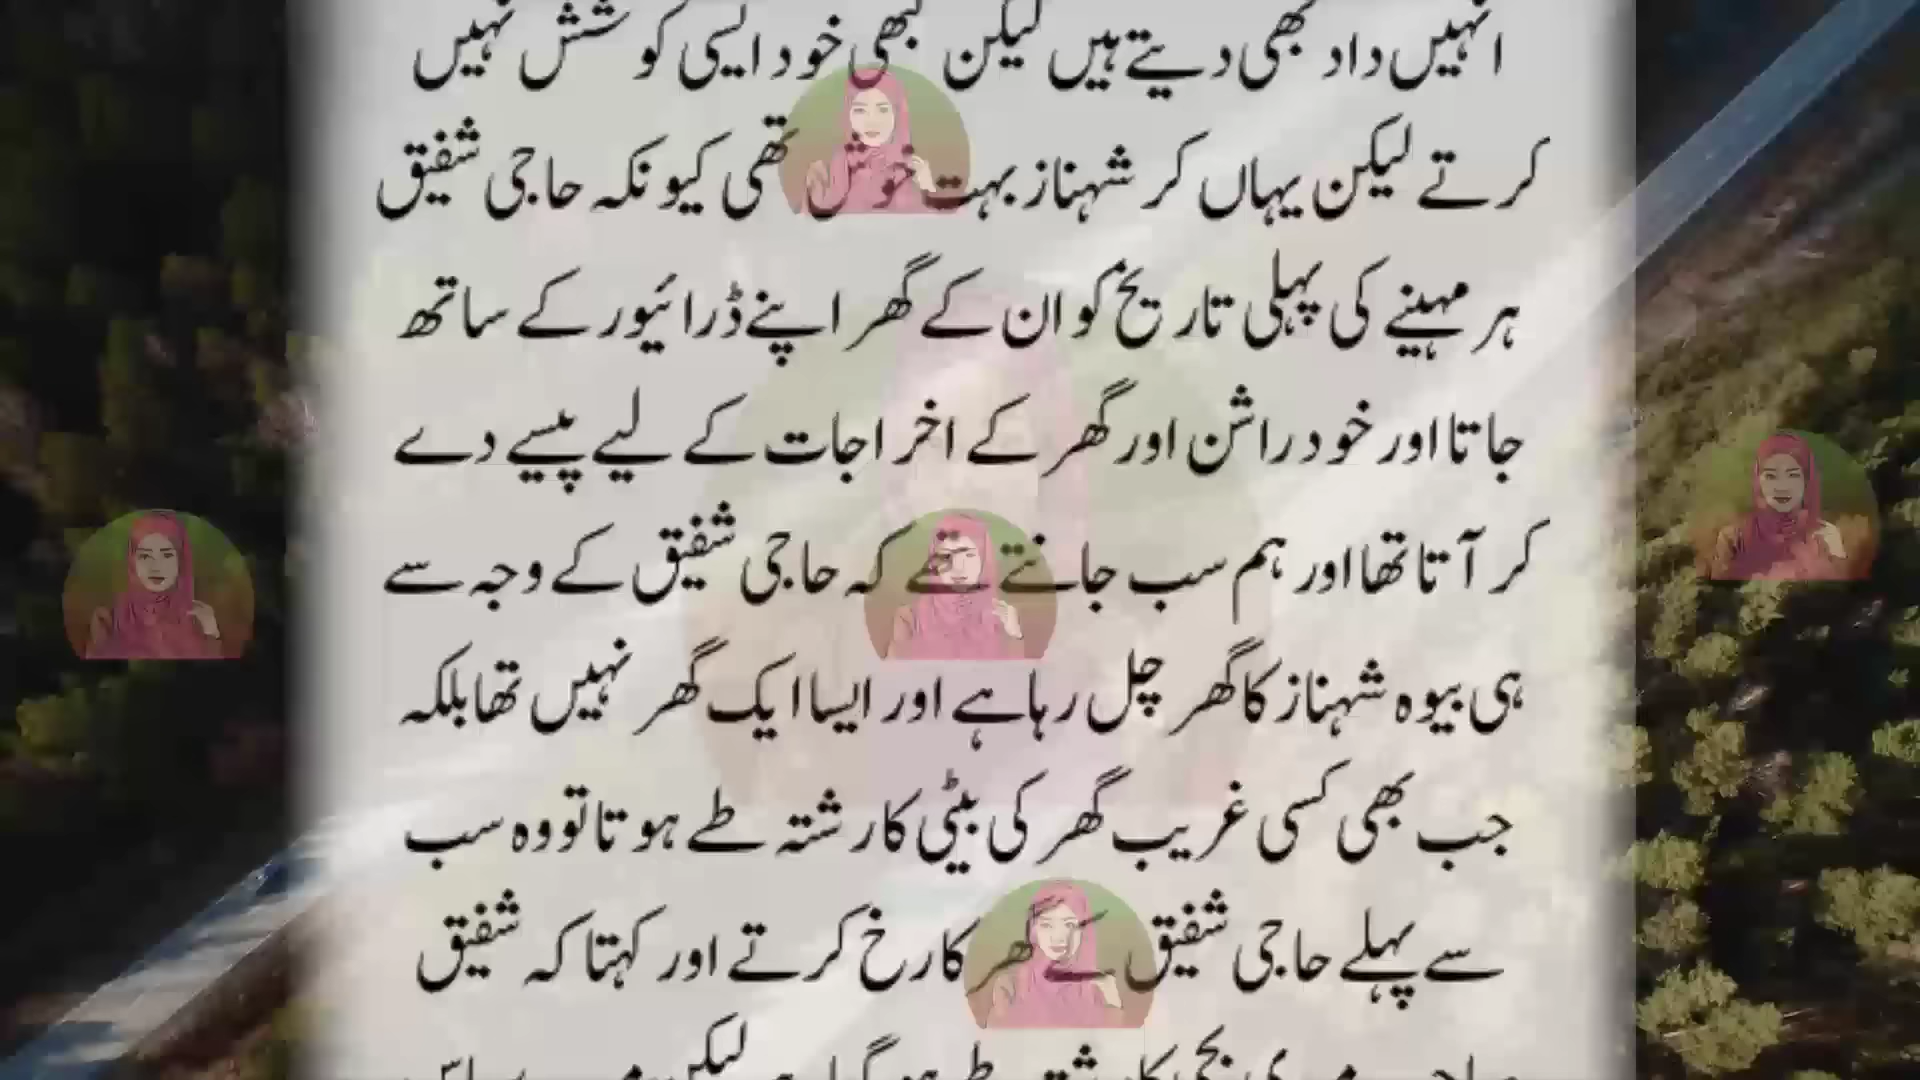 انہیں داد بھی دیتے ہیں لیکن کبھی خود ایسی کوشش نہیں
کرتے لیکن یہاں کر شہناز بہت خوش تھی کیونکہ حاجی شفیق
ہر مہینے کی پہلی تاریخ کو ان کے گھر اپنے ڈرائیور کے ساتھ
جاتا اور خود راشن اور گھر کے اخراجات کے لیے پیسے دے
کر آتا تھا اور ہم سب جانتے تھے کہ حاجی شفیق کے وجہ سے
ہی بیوہ شہناز کا گھر چل رہا ہے اور ایسا ایک گھر نہیں تھا بلکہ
جب بھی کسی غریب گھر کی بیٹی کا رشتہ طے ہوتا تو وہ سب
سے پہلے حاجی شفیق کے گھر کا رخ کرتے اور کہتا کہ شفیق